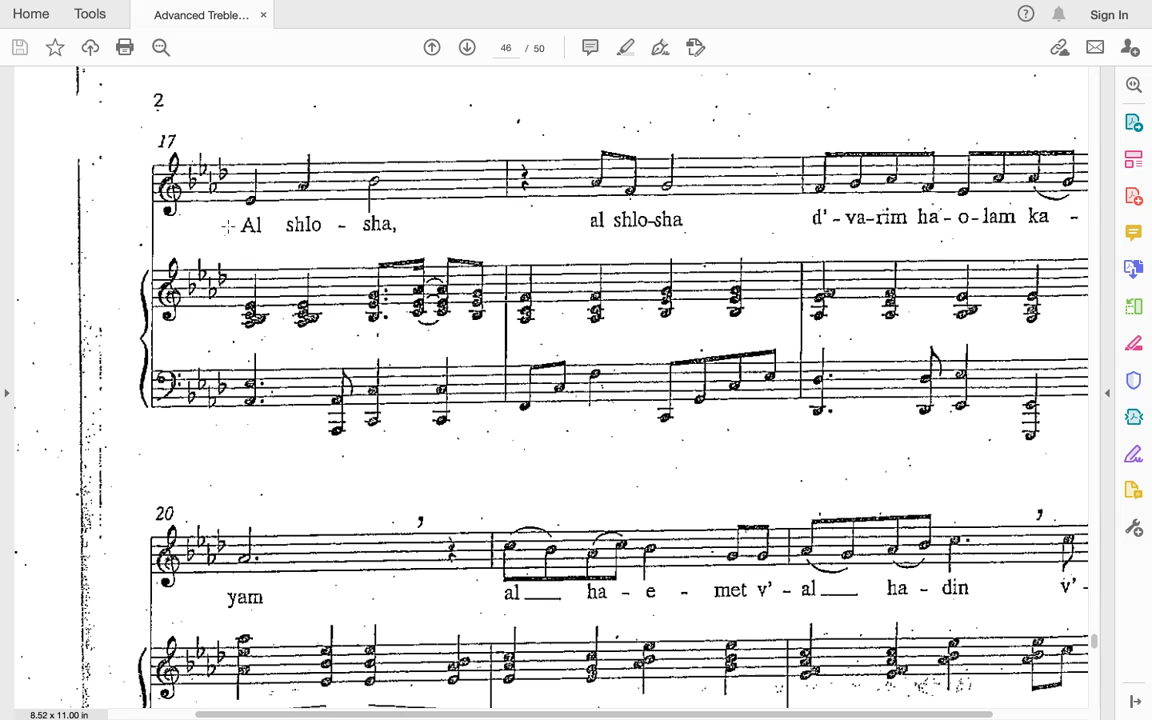 Home Tools Advanced Treble... × Sign In
46 / 50
2
17
Al shlo - sha, al shlo-sha d'-va-rim ha-o-lam ka -
20
yam al ha - e - met v' - al ha - din v' -
8.52 x 11.00 in